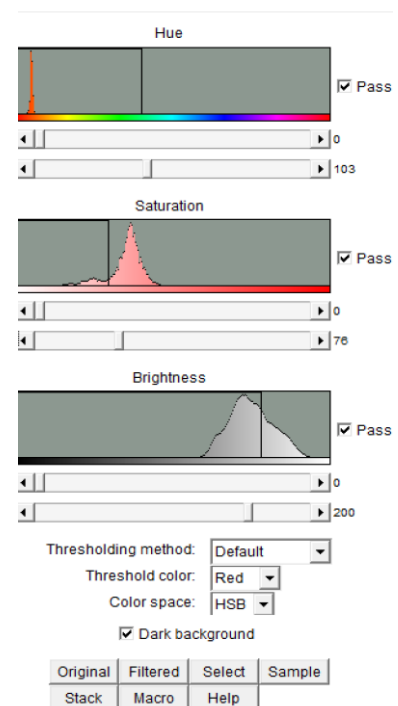 Hue
Pass
0
103
Saturation
Pass
0
76
Brightness
Pass
0
200
Thresholding method: Default
Threshold color: Red
Color space: HSB
Dark background
Original Filtered Select Sample
Stack Macro Help